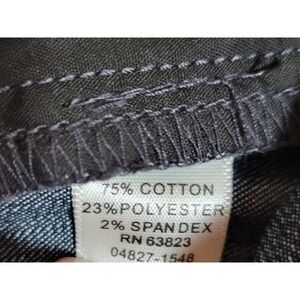 75% COTTON
23% POLYESTER
2% SPANDEX
RN 63823
04827-1548